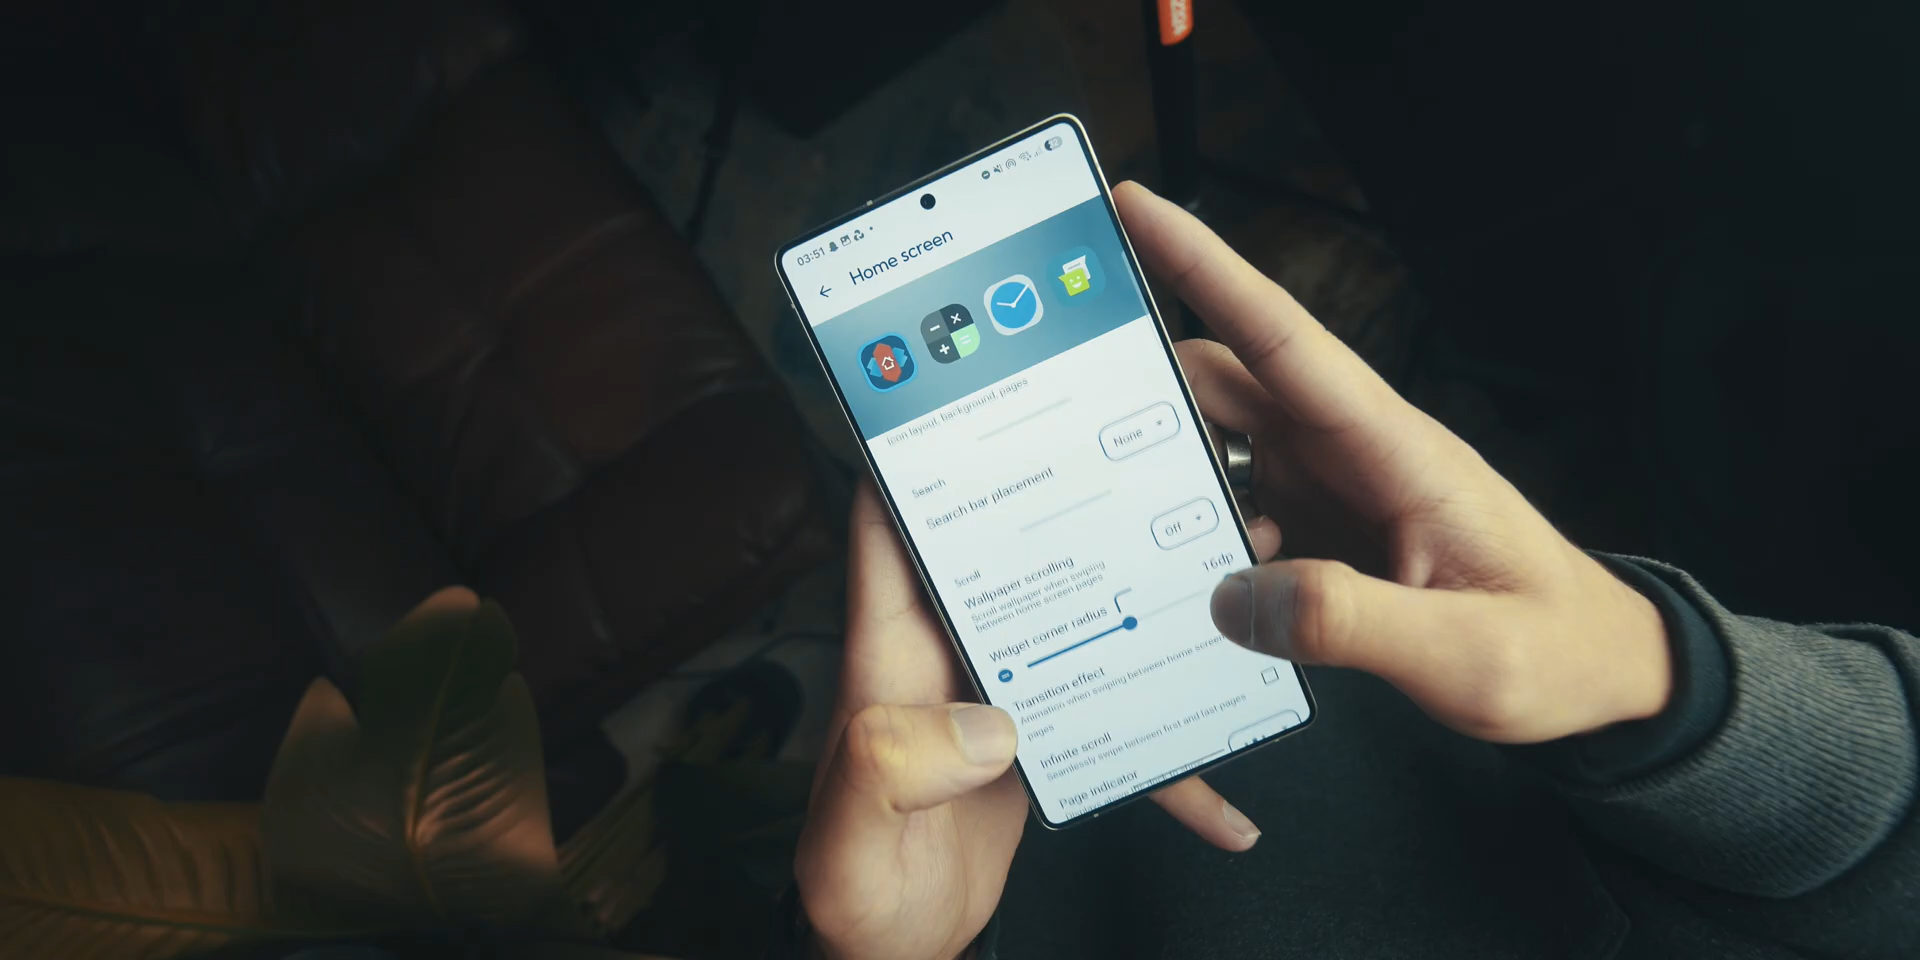 03:51
Home screen
Icon layout, background, pages
None
Search
Search bar placement
Off
Scroll
Wallpaper scrolling
Scroll wallpaper when swiping
between home screen pages
16dp
Widget corner radius
Transition effect
Animation when swiping between home screen
pages
Infinite scroll
Seamlessly swipe between first and last pages
Page indicator